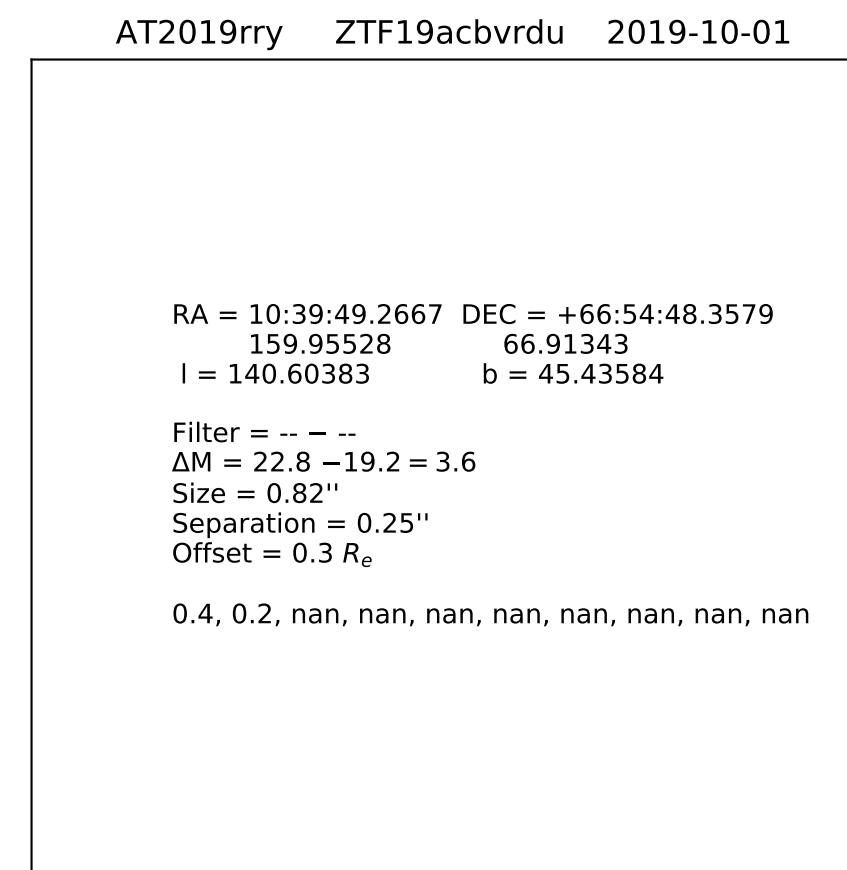 AT2019rry ZTF19acbvrdu 2019-10-01
RA = 10:39:49.2667 DEC = +66:54:48.3579
159.95528 66.91343
l = 140.60383 b = 45.43584
Filter = -- − --
ΔM = 22.8 −19.2 = 3.6
Size = 0.82''
Separation = 0.25''
Offset = 0.3 Re
0.4, 0.2, nan, nan, nan, nan, nan, nan, nan, nan